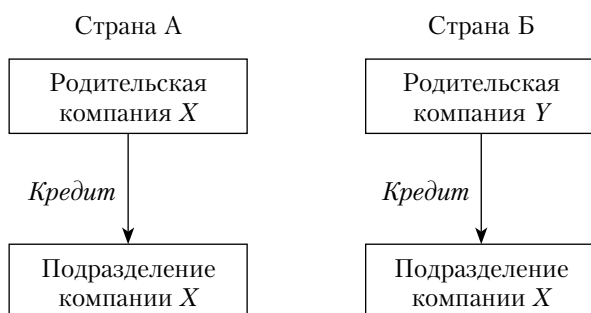 Страна А
Родительская
компания X
Кредит
Подразделение
компании X
Страна Б
Родительская
компания Y
Кредит
Подразделение
компании X